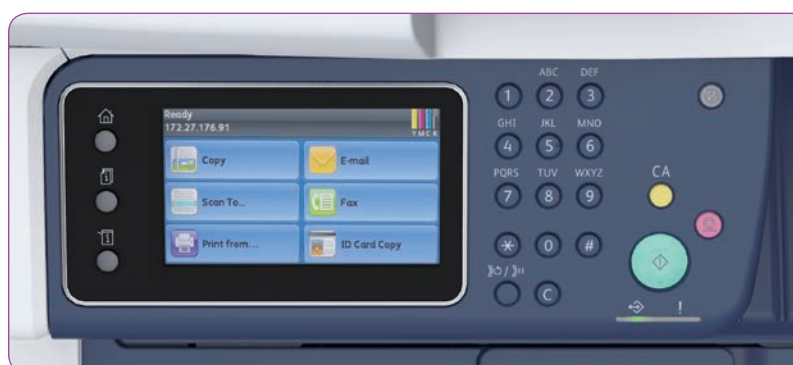 Ready
172.27.176.91
Y M C K
Copy
E-mail
Scan To...
Fax
Print from...
ID Card Copy
ABC DEF
1 2 3
GHI JKL MNO
4 5 6
PQRS TUV WXYZ
7 8 9
* 0 #
C
CA
!